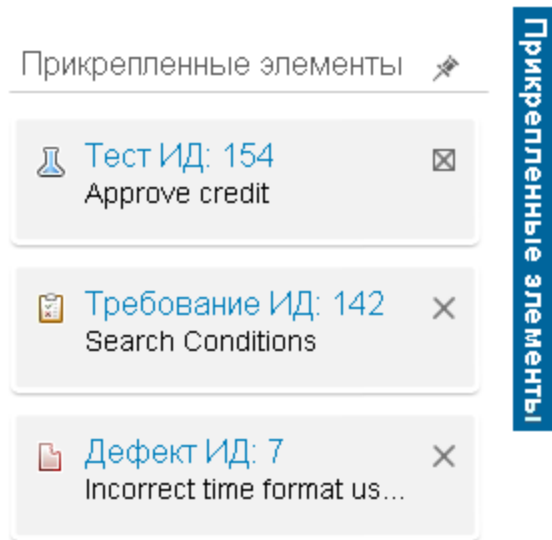 Прикрепленные элементы
Тест ИД: 154
Approve credit
Требование ИД: 142
Search Conditions
Дефект ИД: 7
Incorrect time format us...
Прикрепленные элементы